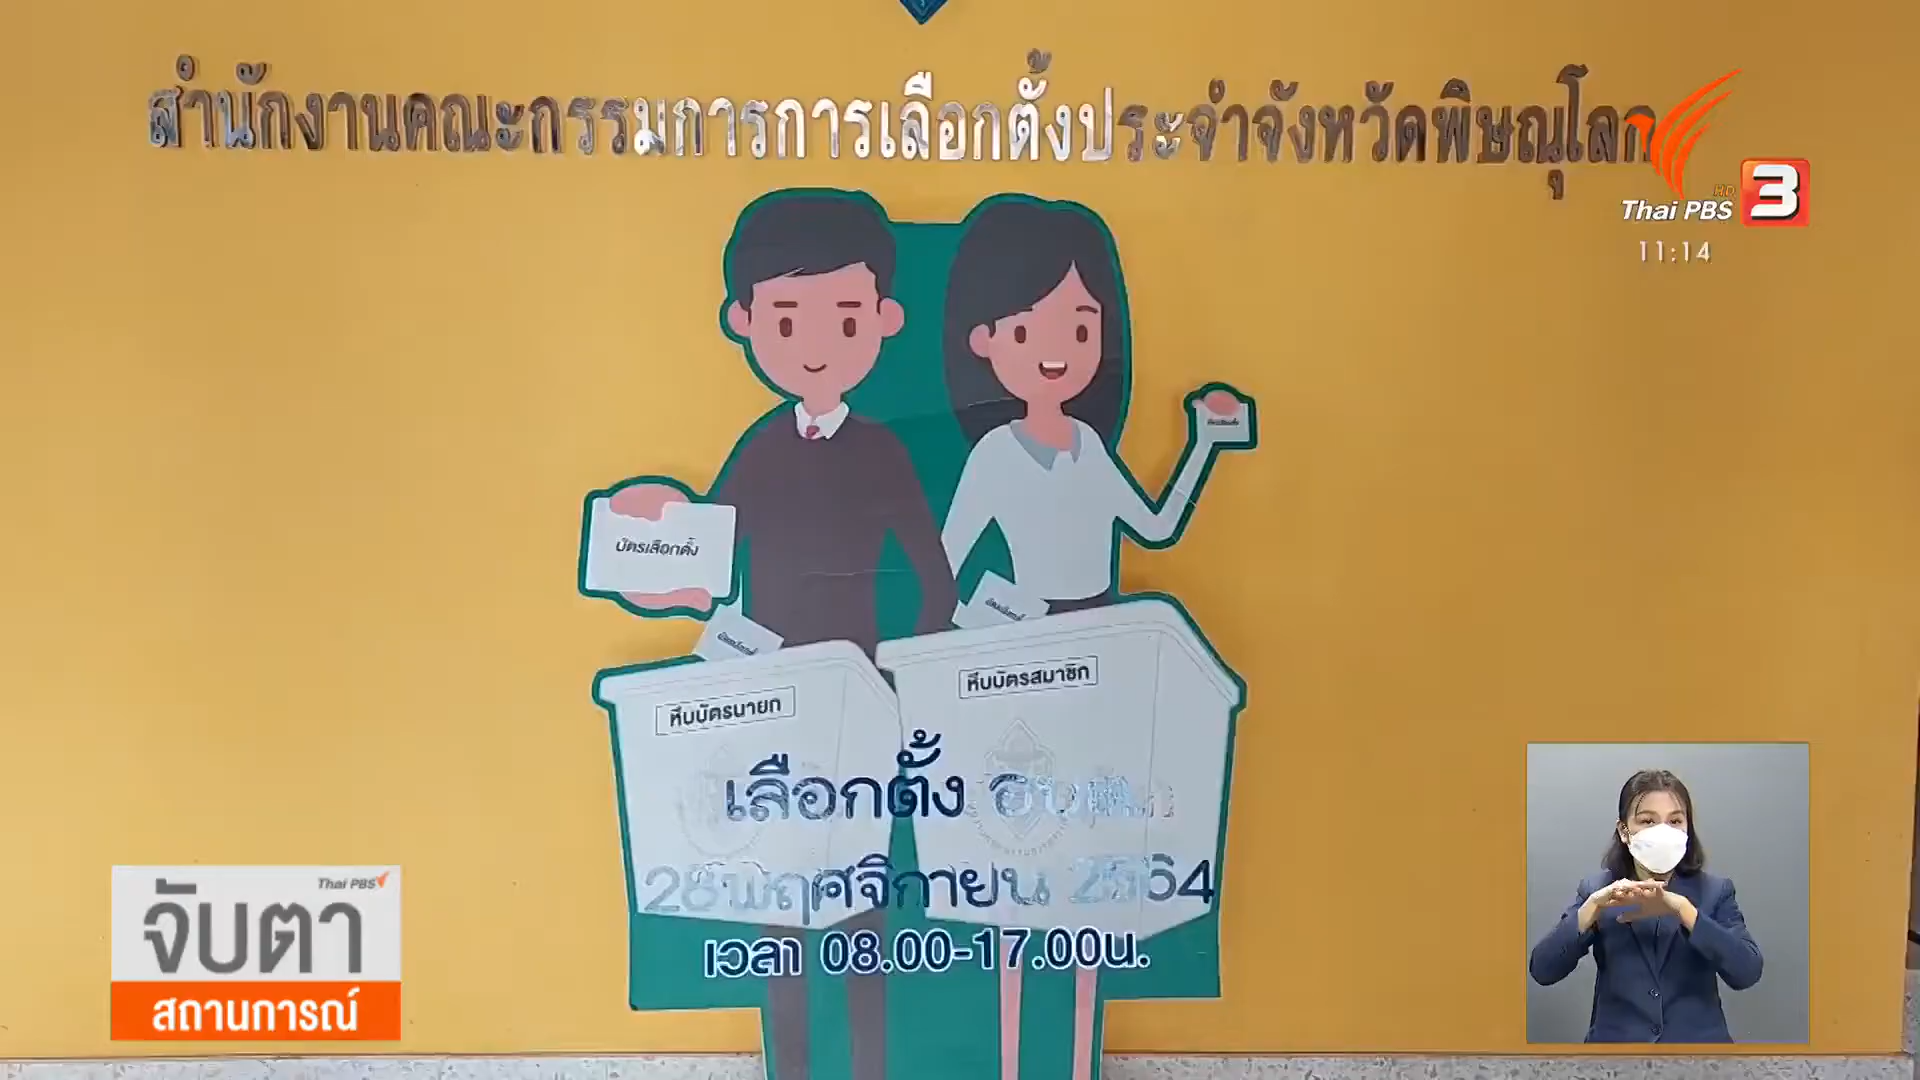 สำนักงานคณะกรรมการการเลือกตั้งประจำจังหวัดพิษณุโลก
HD
Thai PBS 3
11:14
บัตรเลือกตั้ง
หีบบัตรสมาชิก
หีบบัตรนายก
เลือกตั้ง อบต.
28 พฤศจิกายน 2564
เวลา 08.00-17.00น.
Thai PBS
จับตา
สถานการณ์